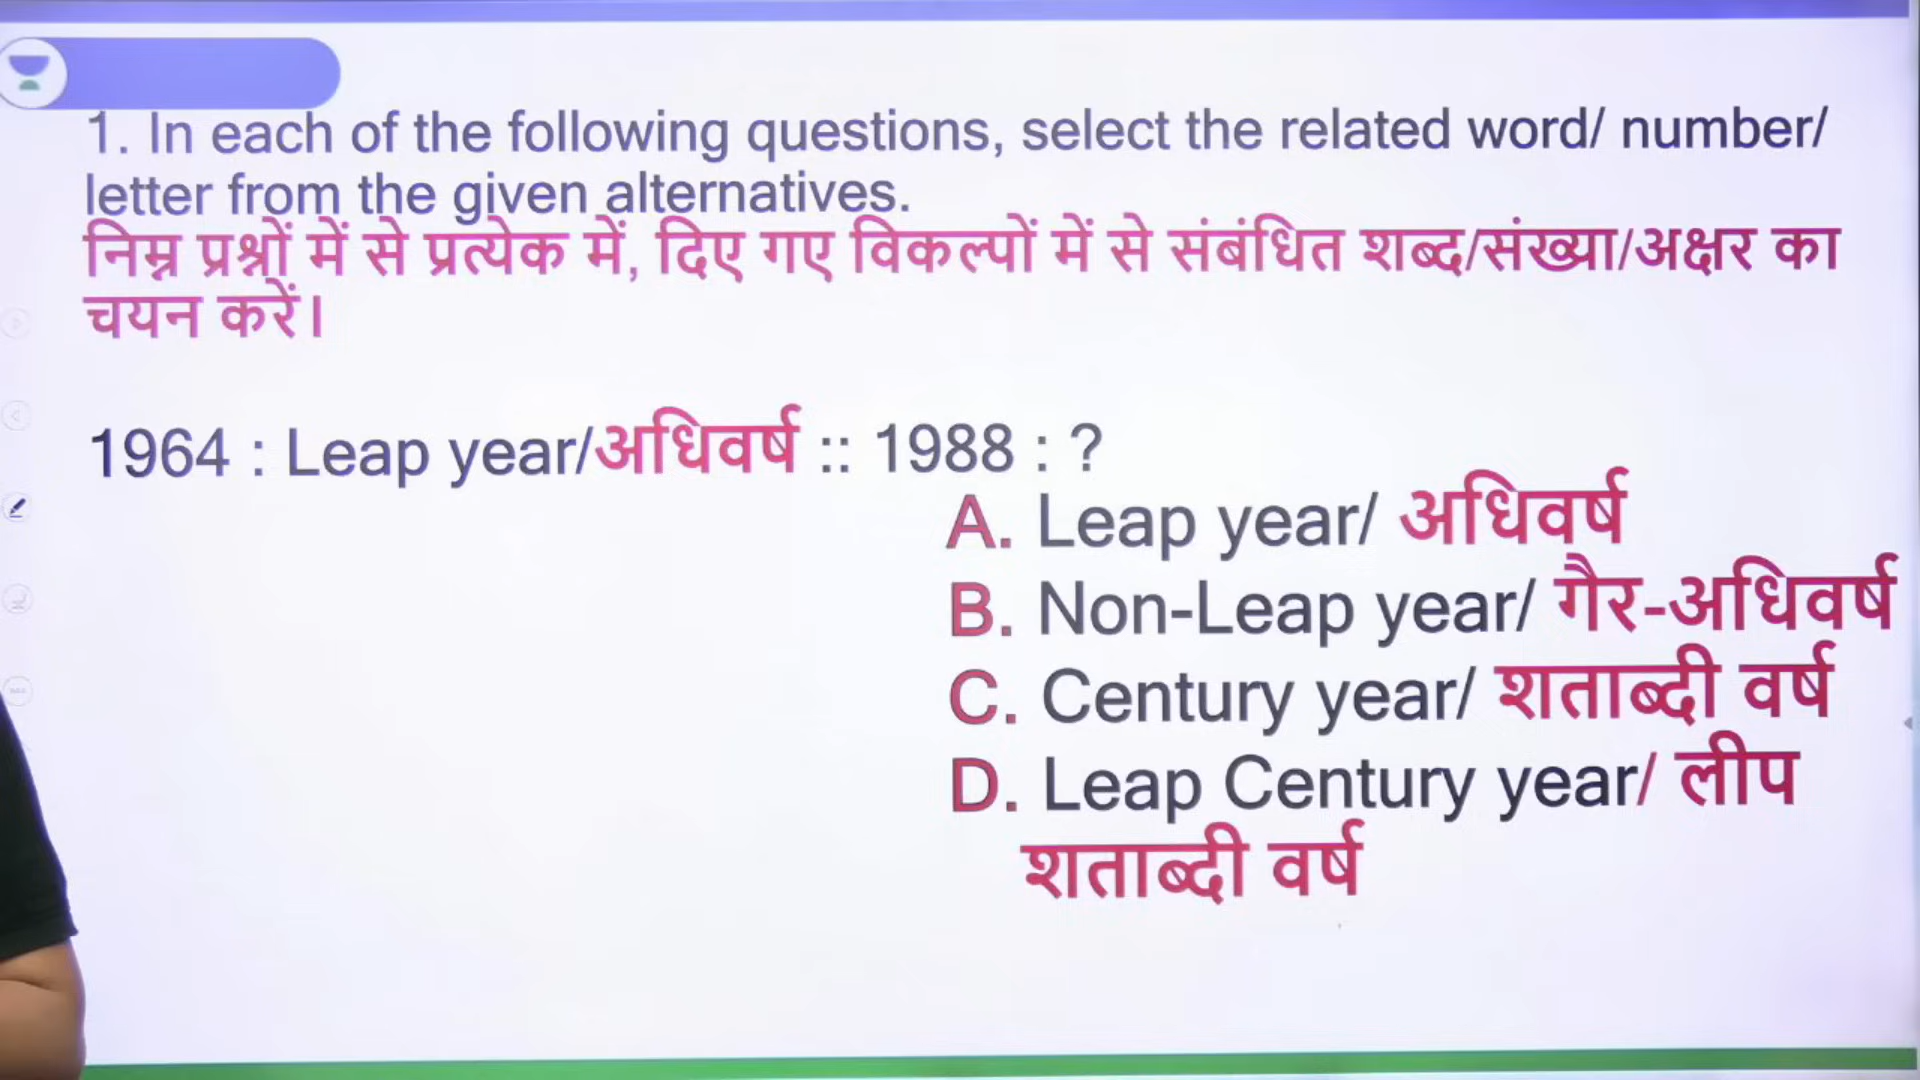 1. In each of the following questions, select the related word/ number/
letter from the given alternatives.
निम्न प्रश्नों में से प्रत्येक में, दिए गए विकल्पों में से संबंधित शब्द/संख्या/अक्षर का
चयन करें।
1964 : Leap year/अधिवर्ष :: 1988 : ?
A. Leap year/ अधिवर्ष
B. Non-Leap year/ गैर-अधिवर्ष
C. Century year/ शताब्दी वर्ष
D. Leap Century year/ लीप
शताब्दी वर्ष